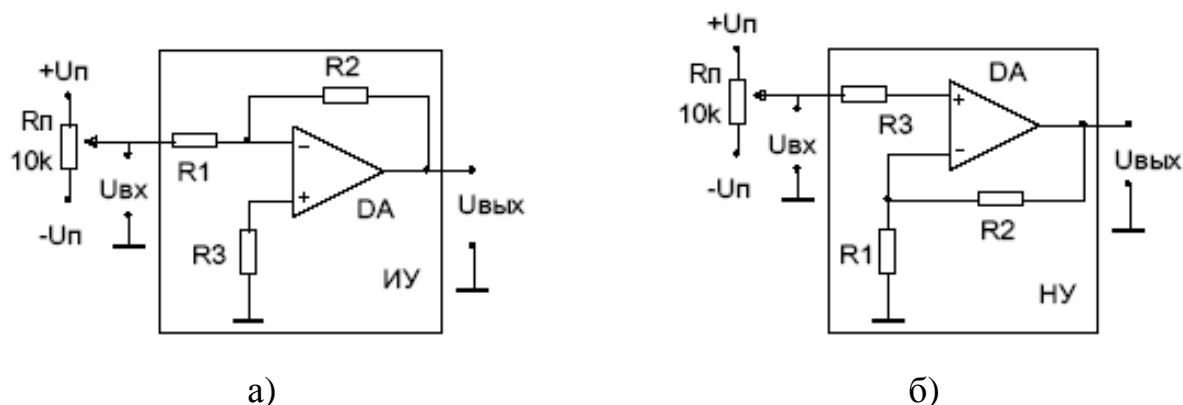 +Uп
Rп
10k
-Uп
Uвх
R1
R2
R3
DA
ИУ
Uвых
а)
+Uп
Rп
10k
-Uп
Uвх
R3
DA
R2
R1
НУ
Uвых
б)